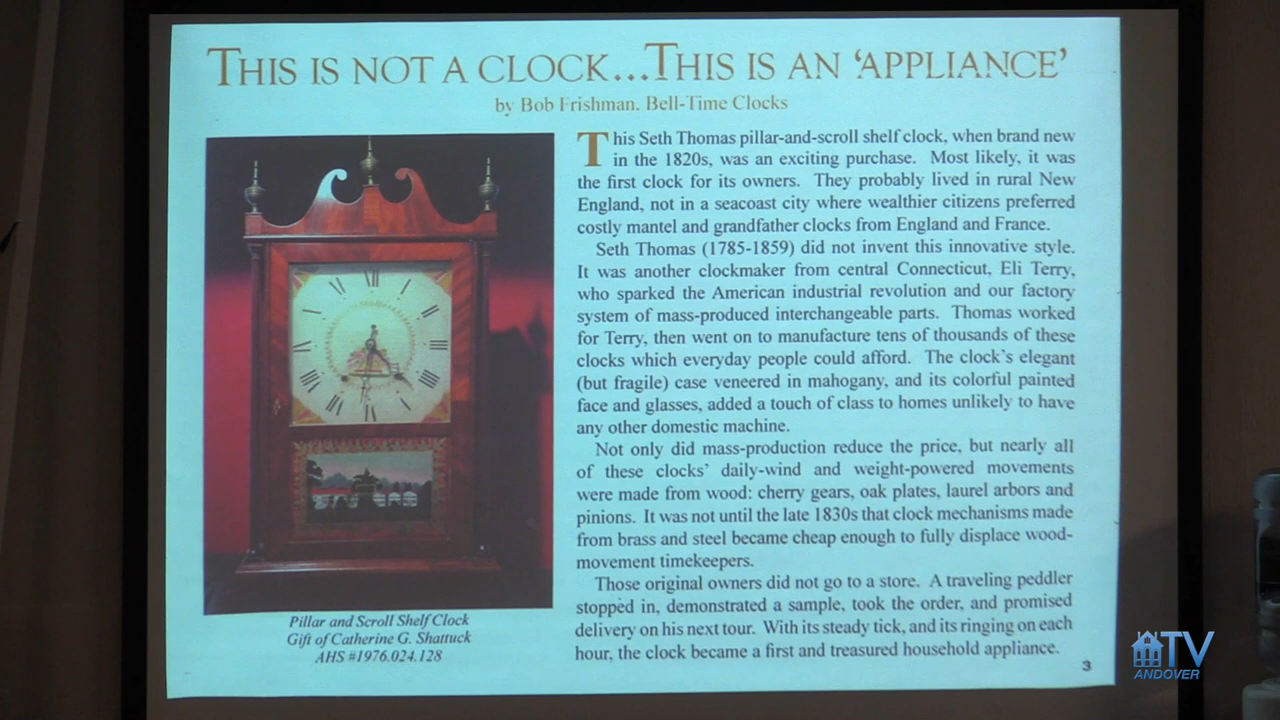 THIS IS NOT A CLOCK...THIS IS AN 'APPLIANCE'
by Bob Frishman. Bell-Time Clocks
This Seth Thomas pillar-and-scroll shelf clock, when brand new
in the 1820s, was an exciting purchase. Most likely, it was
the first clock for its owners. They probably lived in rural New
England, not in a seacoast city where wealthier citizens preferred
costly mantel and grandfather clocks from England and France.
Seth Thomas (1785-1859) did not invent this innovative style.
It was another clockmaker from central Connecticut, Eli Terry,
who sparked the American industrial revolution and our factory
system of mass-produced interchangeable parts. Thomas worked
for Terry, then went on to manufacture tens of thousands of these
clocks which everyday people could afford. The clock's elegant
(but fragile) case veneered in mahogany, and its colorful painted
face and glasses, added a touch of class to homes unlikely to have
any other domestic machine.
Not only did mass-production reduce the price, but nearly all
of these clocks' daily-wind and weight-powered movements
were made from wood: cherry gears, oak plates, laurel arbors and
pinions. It was not until the late 1830s that clock mechanisms made
from brass and steel became cheap enough to fully displace wood-
movement timekeepers.
Those original owners did not go to a store. A traveling peddler
stopped in, demonstrated a sample, took the order, and promised
delivery on his next tour. With its steady tick, and its ringing on each
hour, the clock became a first and treasured household appliance.
Pillar and Scroll Shelf Clock
Gift of Catherine G. Shattuck
AHS #1976.024.128
3
TV
ANDOVER